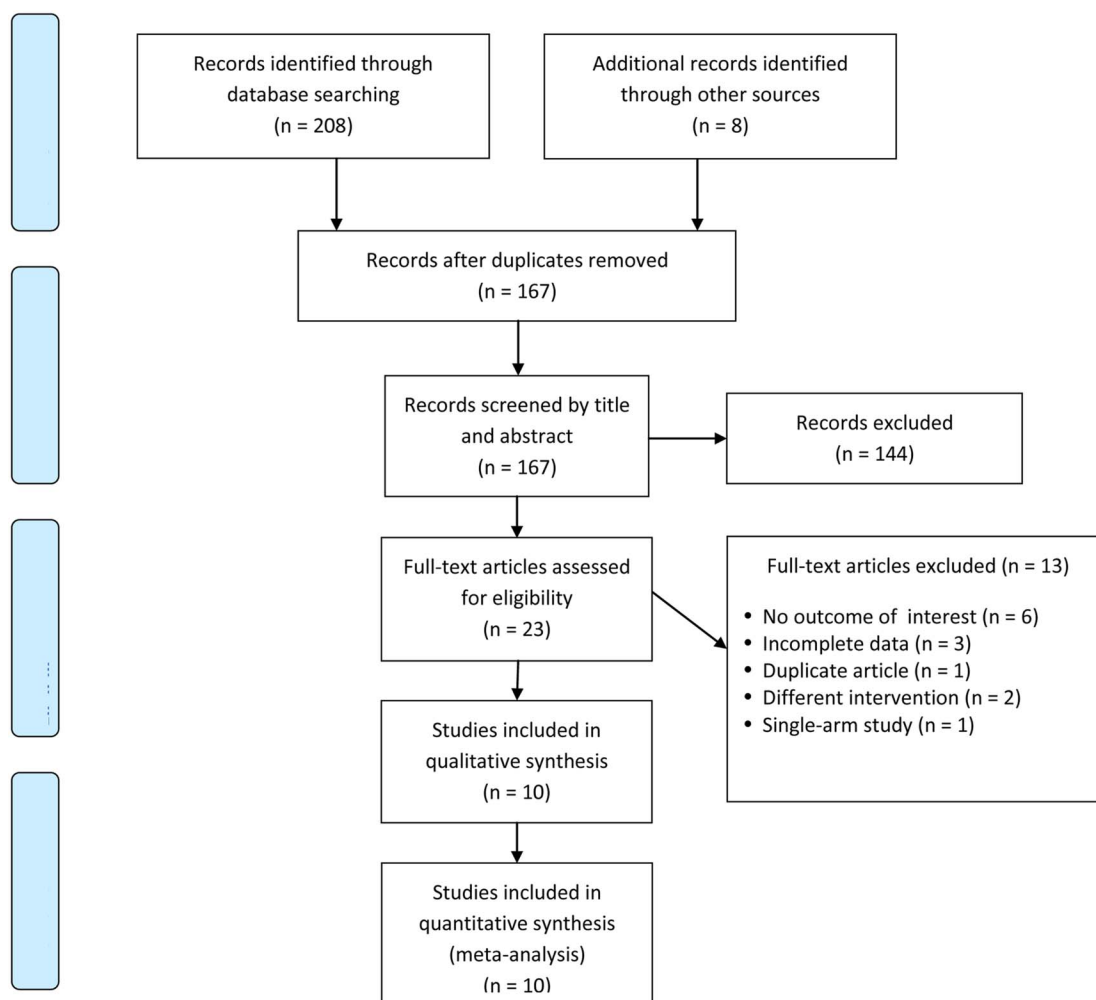 Records identified through
database searching
(n = 208)
Additional records identified
through other sources
(n = 8)
Records after duplicates removed
(n = 167)
Records screened by title
and abstract
(n = 167)
Records excluded
(n = 144)
Full-text articles assessed
for eligibility
(n = 23)
Full-text articles excluded (n = 13)
• No outcome of interest (n = 6)
• Incomplete data (n = 3)
• Duplicate article (n = 1)
• Different intervention (n = 2)
• Single-arm study (n = 1)
Studies included in
qualitative synthesis
(n = 10)
Studies included in
quantitative synthesis
(meta-analysis)
(n = 10)